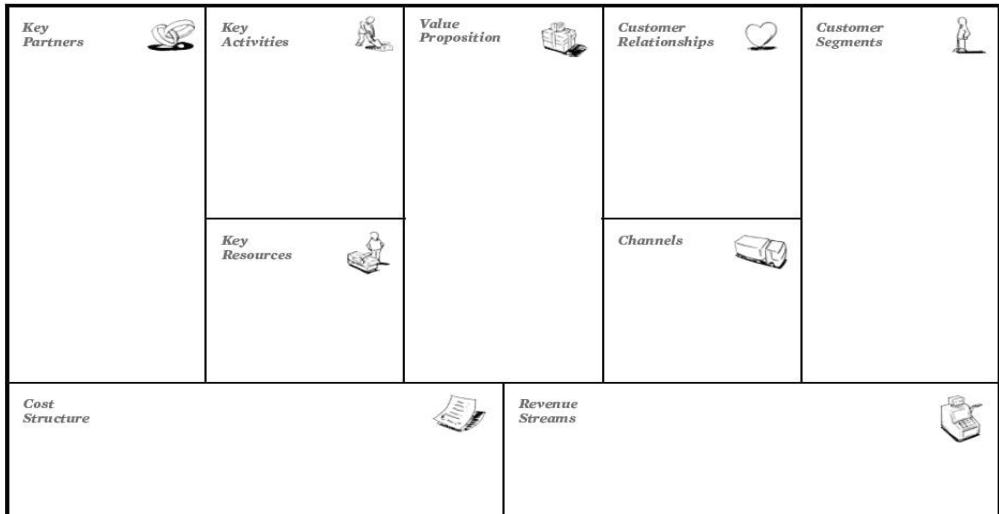 Key
Partners
Key
Activities
Value
Proposition
Customer
Relationships
Customer
Segments
Key
Resources
Channels
Cost
Structure
Revenue
Streams